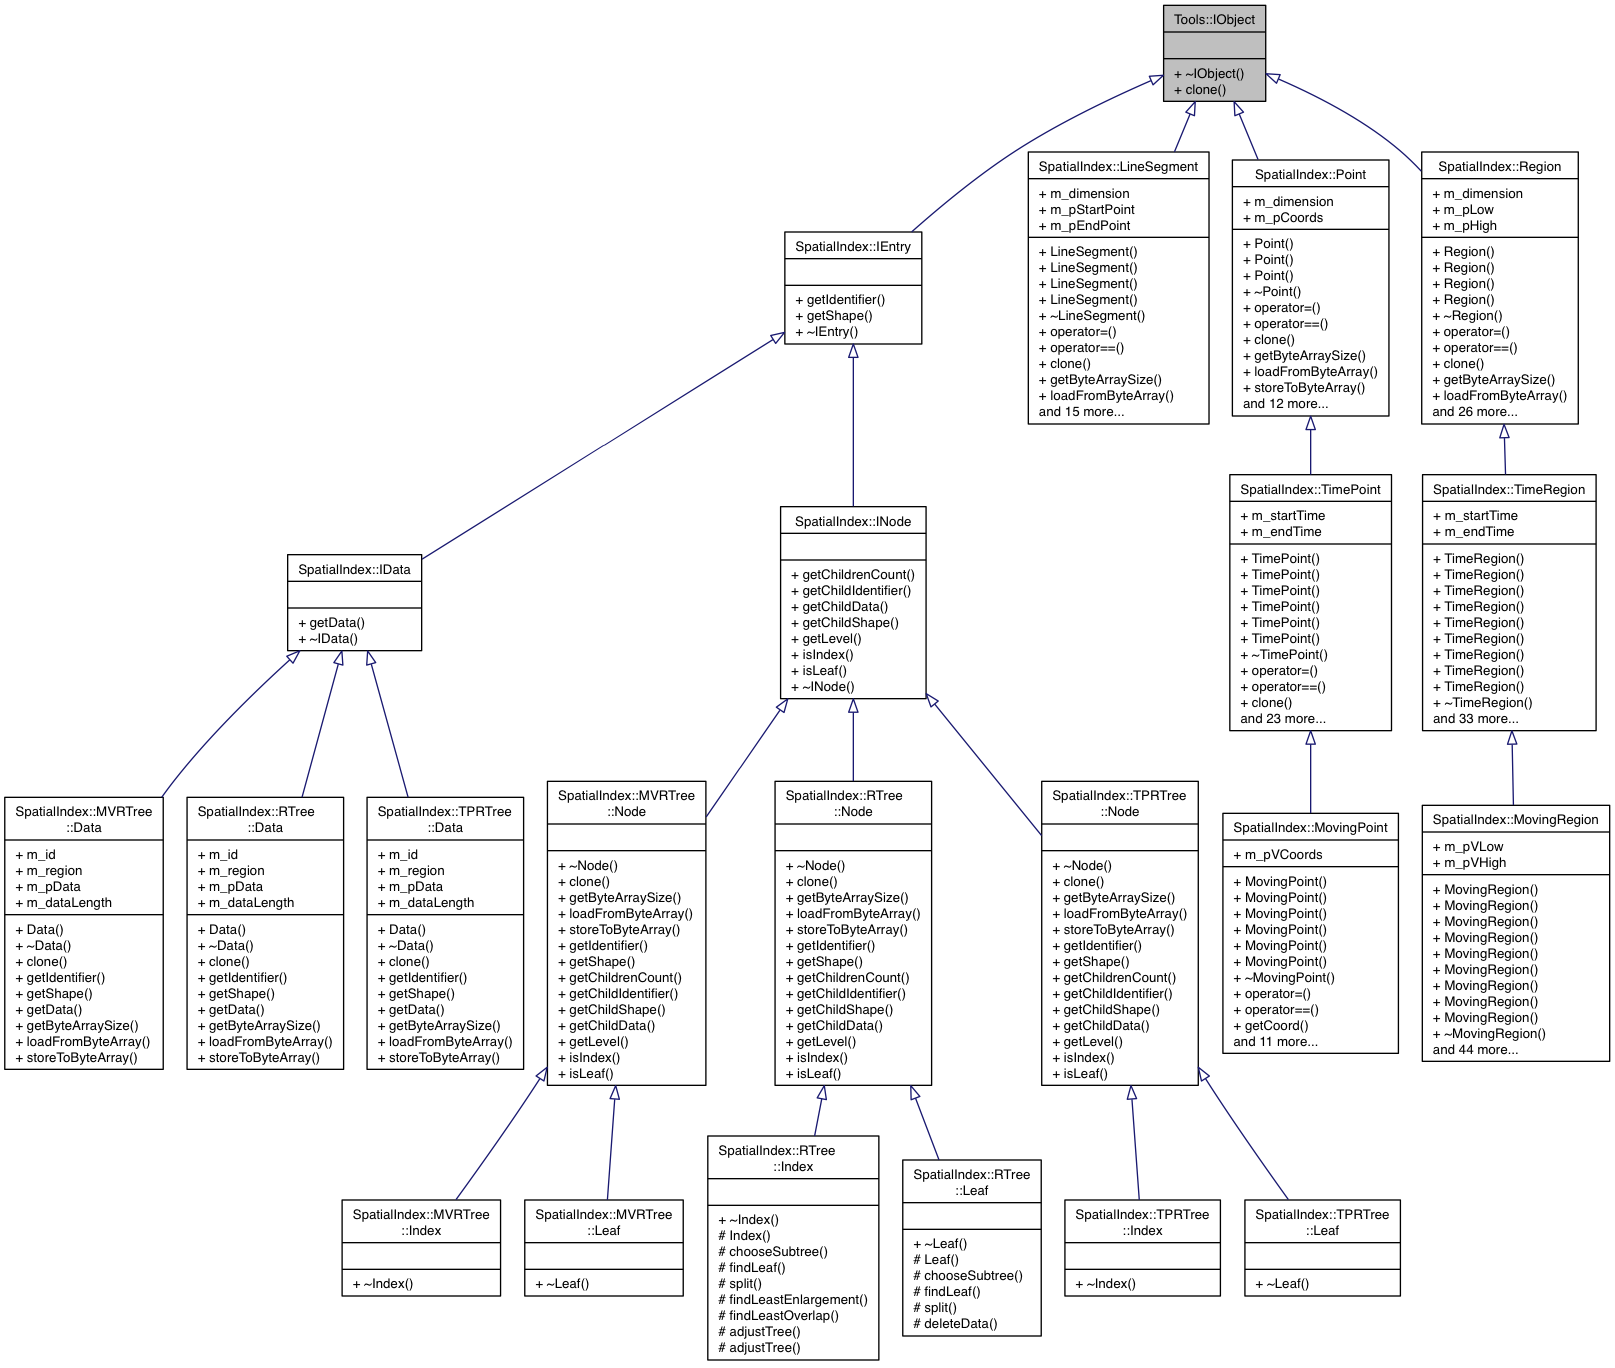 Tools::IObject
+ ~IObject()
+ clone()
SpatialIndex::IEntry
+ getIdentifier()
+ getShape()
+ ~IEntry()
SpatialIndex::LineSegment
+ m_dimension
+ m_pStartPoint
+ m_pEndPoint
+ LineSegment()
+ LineSegment()
+ LineSegment()
+ LineSegment()
+ ~LineSegment()
+ operator=()
+ operator==()
+ clone()
+ getByteArraySize()
+ loadFromByteArray()
and 15 more...
SpatialIndex::Point
+ m_dimension
+ m_pCoords
+ Point()
+ Point()
+ Point()
+ ~Point()
+ operator=()
+ operator==()
+ clone()
+ getByteArraySize()
+ loadFromByteArray()
+ storeToByteArray()
and 12 more...
SpatialIndex::Region
+ m_dimension
+ m_pLow
+ m_pHigh
+ Region()
+ Region()
+ Region()
+ Region()
+ ~Region()
+ operator=()
+ operator==()
+ clone()
+ getByteArraySize()
+ loadFromByteArray()
and 26 more...
SpatialIndex::IData
+ getData()
+ ~IData()
SpatialIndex::INode
+ getChildrenCount()
+ getChildIdentifier()
+ getChildData()
+ getChildShape()
+ getLevel()
+ isIndex()
+ isLeaf()
+ ~INode()
SpatialIndex::TimePoint
+ m_startTime
+ m_endTime
+ TimePoint()
+ TimePoint()
+ TimePoint()
+ TimePoint()
+ TimePoint()
+ TimePoint()
+ ~TimePoint()
+ operator=()
+ operator==()
+ clone()
and 23 more...
SpatialIndex::TimeRegion
+ m_startTime
+ m_endTime
+ TimeRegion()
+ TimeRegion()
+ TimeRegion()
+ TimeRegion()
+ TimeRegion()
+ TimeRegion()
+ TimeRegion()
+ TimeRegion()
+ TimeRegion()
+ ~TimeRegion()
and 33 more...
SpatialIndex::MVRTree
::Data
+ m_id
+ m_region
+ m_pData
+ m_dataLength
+ Data()
+ ~Data()
+ clone()
+ getIdentifier()
+ getShape()
+ getData()
+ getByteArraySize()
+ loadFromByteArray()
+ storeToByteArray()
SpatialIndex::RTree
::Data
+ m_id
+ m_region
+ m_pData
+ m_dataLength
+ Data()
+ ~Data()
+ clone()
+ getIdentifier()
+ getShape()
+ getData()
+ getByteArraySize()
+ loadFromByteArray()
+ storeToByteArray()
SpatialIndex::TPRTree
::Data
+ m_id
+ m_region
+ m_pData
+ m_dataLength
+ Data()
+ ~Data()
+ clone()
+ getIdentifier()
+ getShape()
+ getData()
+ getByteArraySize()
+ loadFromByteArray()
+ storeToByteArray()
SpatialIndex::MVRTree
::Node
+ ~Node()
+ clone()
+ getByteArraySize()
+ loadFromByteArray()
+ storeToByteArray()
+ getIdentifier()
+ getShape()
+ getChildrenCount()
+ getChildIdentifier()
+ getChildShape()
+ getChildData()
+ getLevel()
+ isIndex()
+ isLeaf()
SpatialIndex::RTree
::Node
+ ~Node()
+ clone()
+ getByteArraySize()
+ loadFromByteArray()
+ storeToByteArray()
+ getIdentifier()
+ getShape()
+ getChildrenCount()
+ getChildIdentifier()
+ getChildShape()
+ getChildData()
+ getLevel()
+ isIndex()
+ isLeaf()
SpatialIndex::TPRTree
::Node
+ ~Node()
+ clone()
+ getByteArraySize()
+ loadFromByteArray()
+ storeToByteArray()
+ getIdentifier()
+ getShape()
+ getChildrenCount()
+ getChildIdentifier()
+ getChildShape()
+ getChildData()
+ getLevel()
+ isIndex()
+ isLeaf()
SpatialIndex::MovingPoint
+ m_pVCoords
+ MovingPoint()
+ MovingPoint()
+ MovingPoint()
+ MovingPoint()
+ MovingPoint()
+ MovingPoint()
+ ~MovingPoint()
+ operator=()
+ operator==()
+ getCoord()
and 11 more...
SpatialIndex::MovingRegion
+ m_pVLow
+ m_pVHigh
+ MovingRegion()
+ MovingRegion()
+ MovingRegion()
+ MovingRegion()
+ MovingRegion()
+ MovingRegion()
+ MovingRegion()
+ MovingRegion()
+ MovingRegion()
+ ~MovingRegion()
and 44 more...
SpatialIndex::MVRTree
::Index
+ ~Index()
SpatialIndex::MVRTree
::Leaf
+ ~Leaf()
SpatialIndex::RTree
::Index
+ ~Index()
# Index()
# chooseSubtree()
# findLeaf()
# split()
# findLeastEnlargement()
# findLeastOverlap()
# adjustTree()
# adjustTree()
SpatialIndex::RTree
::Leaf
+ ~Leaf()
# Leaf()
# chooseSubtree()
# findLeaf()
# split()
# deleteData()
SpatialIndex::TPRTree
::Index
+ ~Index()
SpatialIndex::TPRTree
::Leaf
+ ~Leaf()